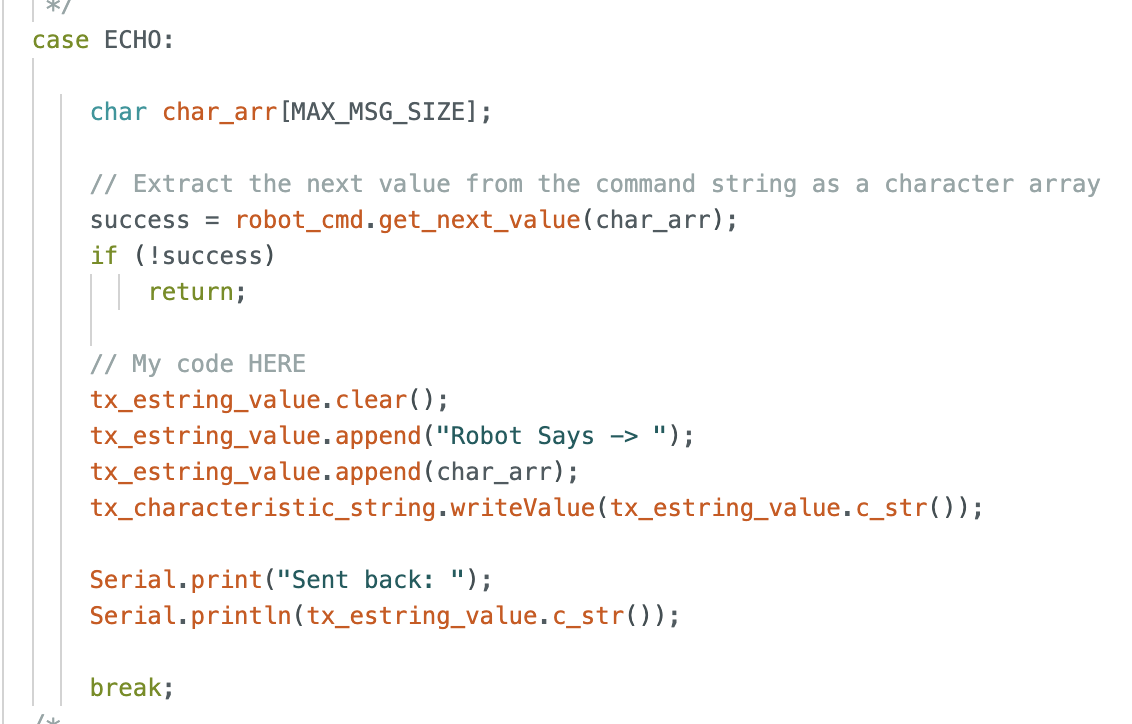 */
case ECHO:
char char_arr[MAX_MSG_SIZE];
// Extract the next value from the command string as a character array
success = robot_cmd.get_next_value(char_arr);
if (!success)
return;
// My code HERE
tx_estring_value.clear();
tx_estring_value.append("Robot Says -> ");
tx_estring_value.append(char_arr);
tx_characteristic_string.writeValue(tx_estring_value.c_str());
Serial.print("Sent back: ");
Serial.println(tx_estring_value.c_str());
break;
/*